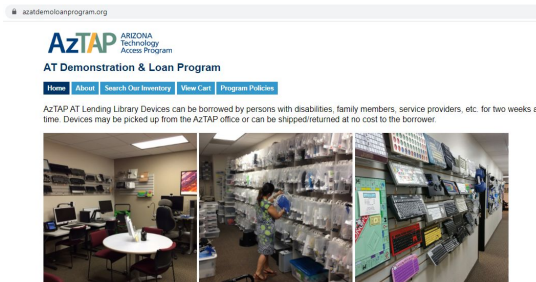 azatdemoloanprogram.org
AzTAP ARIZONA
Technology
Access Program
AT Demonstration & Loan Program
Home About Search Our Inventory View Cart Program Policies
AzTAP AT Lending Library Devices can be borrowed by persons with disabilities, family members, service providers, etc. for two weeks a
time. Devices may be picked up from the AzTAP office or can be shipped/returned at no cost to the borrower.